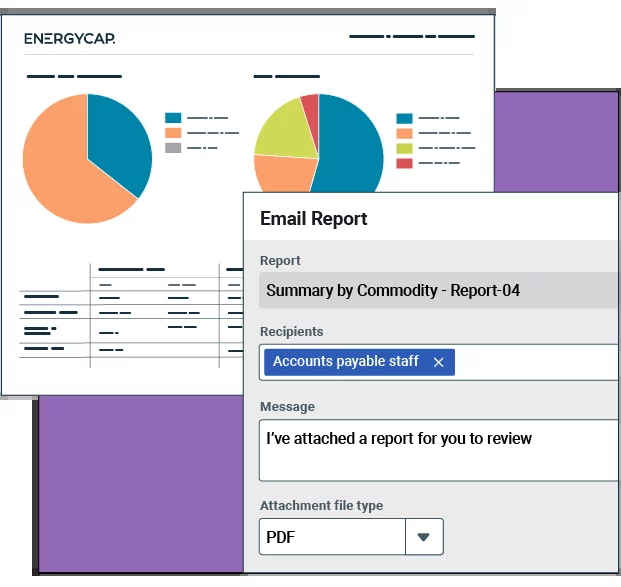 ENERGYCAP.
Email Report
Report
Summary by Commodity - Report-04
Recipients
Accounts payable staff ×
Message
I’ve attached a report for you to review
Attachment file type
PDF